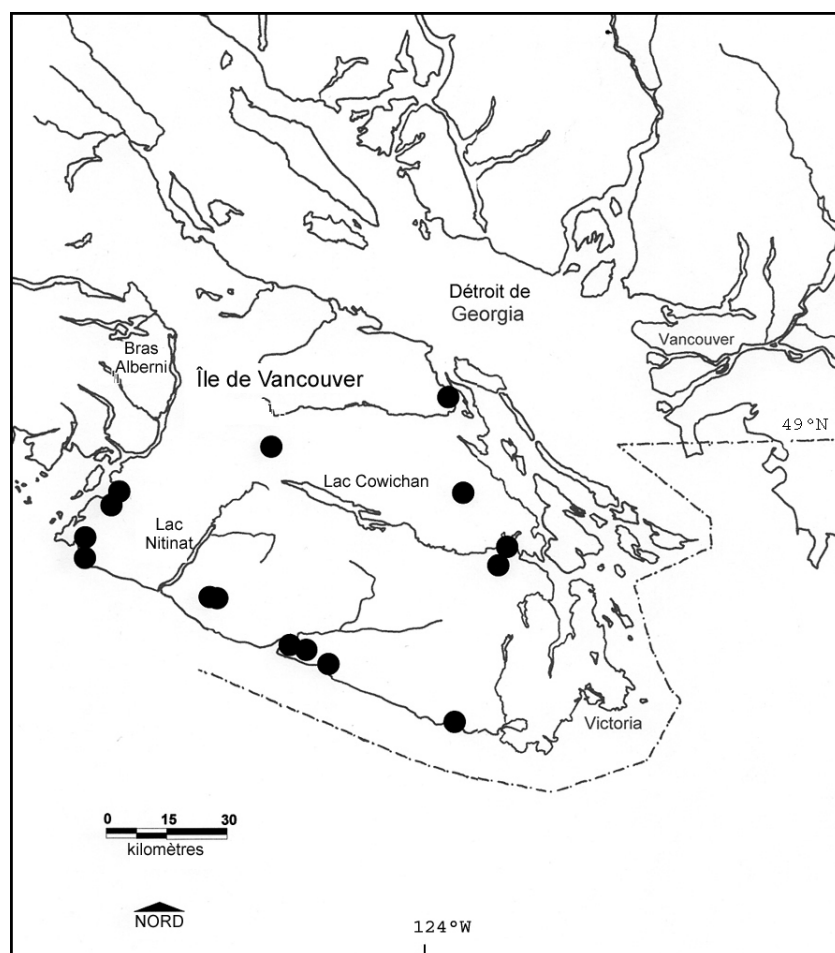 Détroit de
Georgia
Vancouver
Bras
Alberni
Île de Vancouver
49°N
Lac Cowichan
Lac
Nitinat
Victoria
0 15 30
kilomètres
NORD
124°W